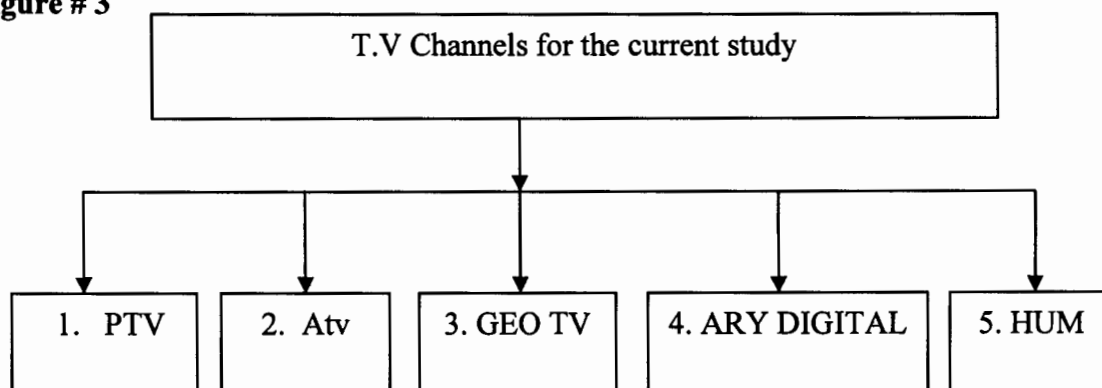 gure # 3
T.V Channels for the current study
1. PTV
2. Atv
3. GEO TV
4. ARY DIGITAL
5. HUM